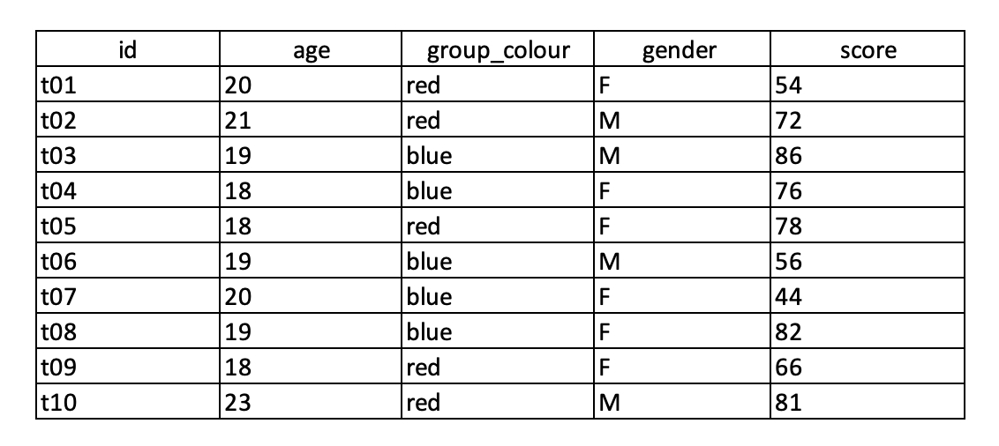 id age group_colour gender score
t01 20 red F 54
t02 21 red M 72
t03 19 blue M 86
t04 18 blue F 76
t05 18 red F 78
t06 19 blue M 56
t07 20 blue F 44
t08 19 blue F 82
t09 18 red F 66
t10 23 red M 81